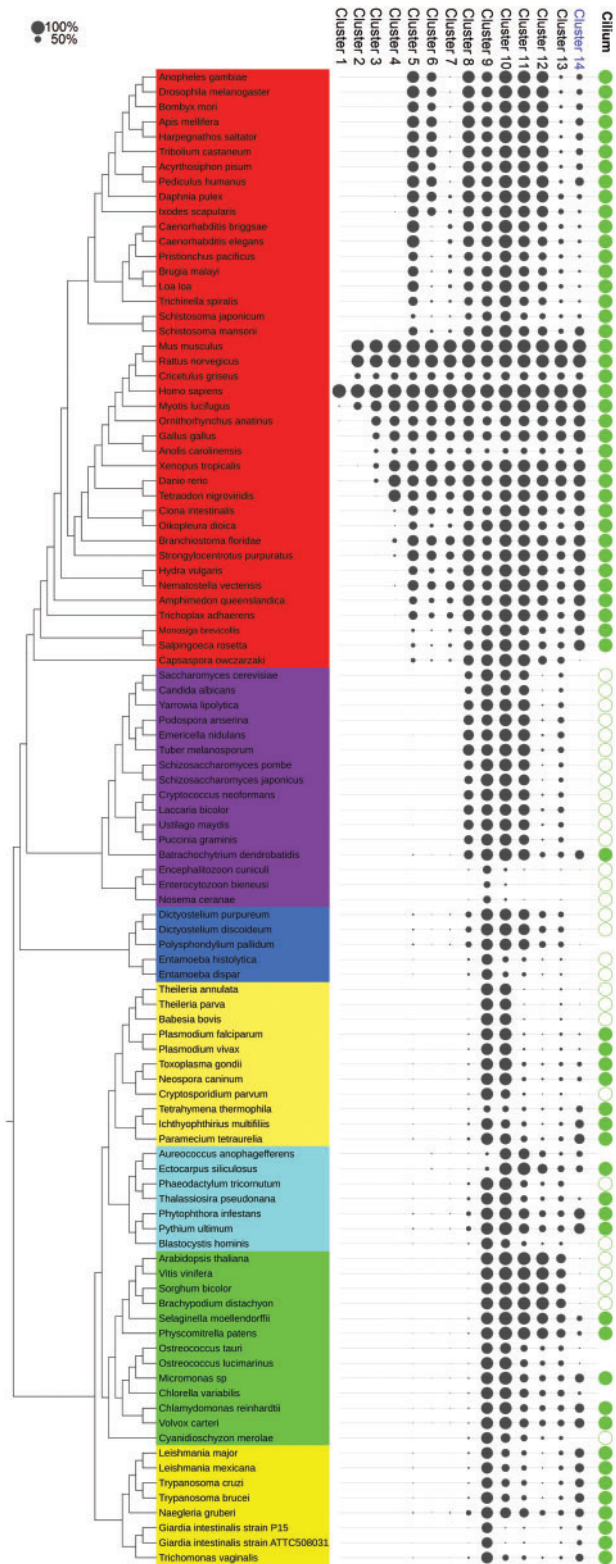 100%
50%
Cluster 1
Cluster 2
Cluster 3
Cluster 4
Cluster 5
Cluster 6
Cluster 7
Cluster 8
Cluster 9
Cluster 10
Cluster 11
Cluster 12
Cluster 13
Cluster 14
Cilium
Anopheles gambiae
Drosophila melanogaster
Bombyx mori
Apis mellifera
Harpegnathos saltator
Tribolium castaneum
Acyrthosiphon pisum
Pediculus humanus
Daphnia pulex
Ixodes scapularis
Caenorhabditis briggsae
Caenorhabditis elegans
Pristionchus pacificus
Brugia malayi
Loa loa
Trichinella spiralis
Schistosoma japonicum
Schistosoma mansoni
Mus musculus
Rattus norvegicus
Cricetulus griseus
Homo sapiens
Myotis lucifugus
Ornithorhynchus anatinus
Gallus gallus
Anolis carolinensis
Xenopus tropicalis
Danio rerio
Tetraodon nigroviridis
Ciona intestinalis
Oikopleura dioica
Branchiostoma floridae
Strongylocentrotus purpuratus
Hydra vulgaris
Nematostella vectensis
Amphimedon queenslandica
Trichoplax adhaerens
Monosiga brevicollis
Salpingoeca rosetta
Capsaspora owczarzaki
Saccharomyces cerevisiae
Candida albicans
Yarrowia lipolytica
Podospora anserina
Emericella nidulans
Tuber melanosporum
Schizosaccharomyces pombe
Schizosaccharomyces japonicus
Cryptococcus neoformans
Laccaria bicolor
Ustilago maydis
Puccinia graminis
Batrachochytrium dendrobatidis
Encephalitozoon cuniculi
Enterocytozoon bieneusi
Nosema ceranae
Dictyostelium purpureum
Dictyostelium discoideum
Polysphondylium pallidum
Entamoeba histolytica
Entamoeba dispar
Theileria annulata
Theileria parva
Babesia bovis
Plasmodium falciparum
Plasmodium vivax
Toxoplasma gondii
Neospora caninum
Cryptosporidium parvum
Tetrahymena thermophila
Ichthyophthirius multifiliis
Paramecium tetraurelia
Aureococcus anophagefferens
Ectocarpus siliculosus
Phaeodactylum tricornutum
Thalassiosira pseudonana
Phytophthora infestans
Pythium ultimum
Blastocystis hominis
Arabidopsis thaliana
Vitis vinifera
Sorghum bicolor
Brachypodium distachyon
Selaginella moellendorffii
Physcomitrella patens
Ostreococcus tauri
Ostreococcus lucimarinus
Micromonas sp
Chlorella variabilis
Chlamydomonas reinhardtii
Volvox carteri
Cyanidioschyzon merolae
Leishmania major
Leishmania mexicana
Trypanosoma cruzi
Trypanosoma brucei
Naegleria gruberi
Giardia intestinalis strain P15
Giardia intestinalis strain ATTC508031
Trichomonas vaginalis